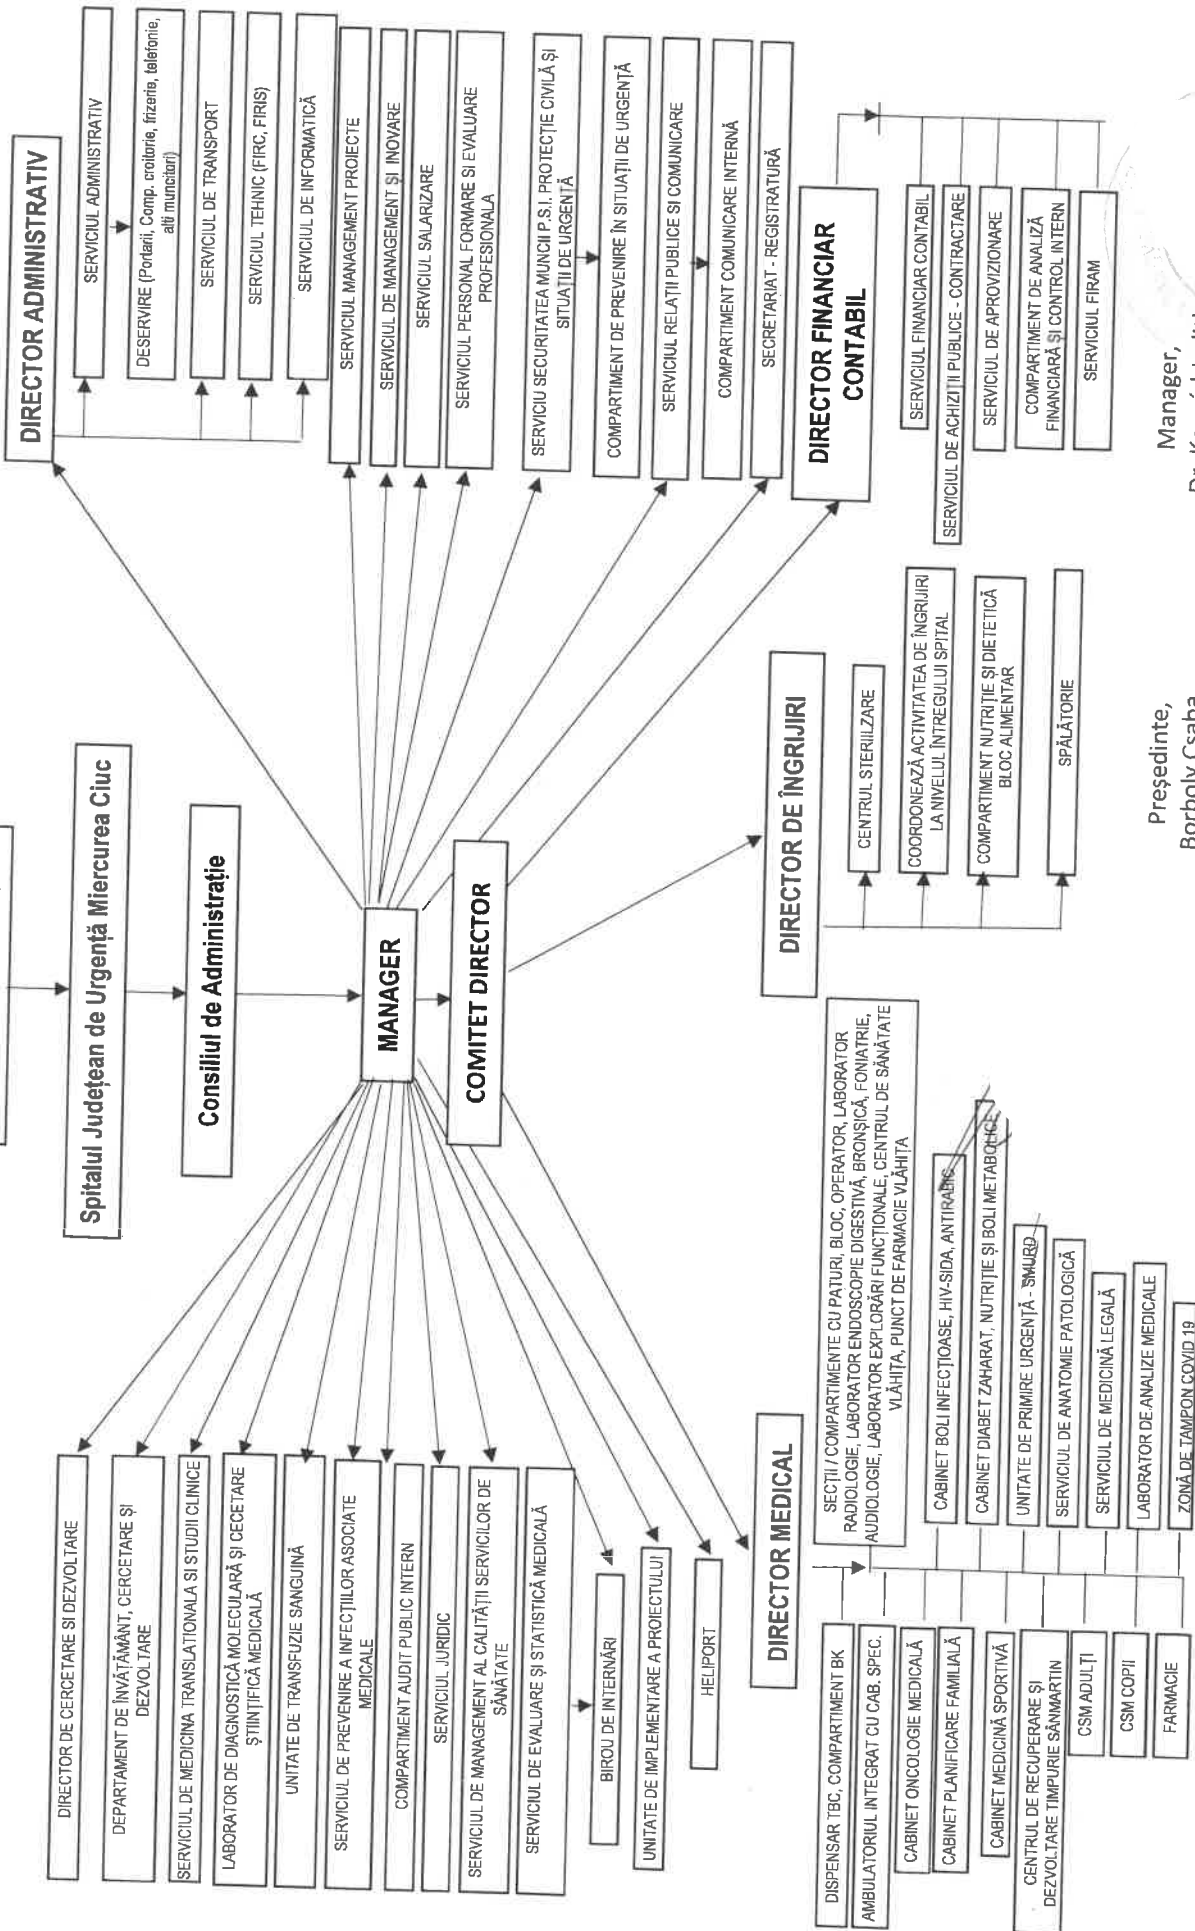 Spitalul Județean de Urgență Miercurea Ciuc
Consiliul de Administrație
MANAGER
COMITET DIRECTOR
DIRECTOR DE CERCETARE SI DEZVOLTARE
DEPARTAMENT DE ÎNVĂȚĂMÂNT, CERCETARE ȘI
DEZVOLTARE
SERVICIUL DE MEDICINA TRANSLATIONALA SI STUDII CLINICE
LABORATOR DE DIAGNOSTICĂ MOLECULARĂ ȘI CECETARE
ȘTIINȚIFICĂ MEDICALĂ
UNITATE DE TRANSFUZIE SANGUINĂ
SERVICIUL DE PREVENIRE A INFECȚIILOR ASOCIATE
MEDICALE
COMPARTIMENT AUDIT PUBLIC INTERN
SERVICIUL JURIDIC
SERVICIUL DE MANAGEMENT AL CALITĂȚII SERVICIILOR DE
SĂNĂTATE
SERVICIUL DE EVALUARE ȘI STATISTICĂ MEDICALĂ
BIROU DE INTERNĂRI
UNITATE DE IMPLEMENTARE A PROIECTULUI
HELIPORT
DIRECTOR ADMINISTRATIV
SERVICIUL ADMINISTRATIV
DESERVIRE (Portarii, Comp. croitorie, frizerie, telefonie,
alti muncitori)
SERVICIUL DE TRANSPORT
SERVICIUL TEHNIC (FIRC, FIRIS)
SERVICIUL DE INFORMATICĂ
SERVICIUL MANAGEMENT PROIECTE
SERVICIUL DE MANAGEMENT ȘI INOVARE
SERVICIUL SALARIZARE
SERVICIUL PERSONAL FORMARE SI EVALUARE
PROFESIONALA
SERVICIU SECURITATEA MUNCII P.S.I. PROTECȚIE CIVILĂ ȘI
SITUAȚII DE URGENȚĂ
COMPARTIMENT DE PREVENIRE ÎN SITUAȚII DE URGENȚĂ
SERVICIUL RELAȚII PUBLICE SI COMUNICARE
COMPARTIMENT COMUNICARE INTERNĂ
SECRETARIAT - REGISTRATURĂ
DIRECTOR MEDICAL
SECȚII / COMPARTIMENTE CU PATURI, BLOC, OPERATOR, LABORATOR
RADIOLOGIE, LABORATOR ENDOSCOPIE DIGESTIVĂ, BRONȘICĂ, FONIATRIE,
AUDIOLOGIE, LABORATOR EXPLORĂRI FUNCȚIONALE, CENTRUL DE SĂNĂTATE
VLĂHIȚA, PUNCT DE FARMACIE VLĂHIȚA
DISPENSAR TBC, COMPARTIMENT BK
AMBULATORIUL INTEGRAT CU CAB. SPEC.
CABINET ONCOLOGIE MEDICALĂ
CABINET PLANIFICARE FAMILIALĂ
CABINET MEDICINĂ SPORTIVĂ
CENTRUL DE RECUPERARE ȘI
DEZVOLTARE TIMPURIE SÂNMARTIN
CSM ADULȚI
CSM COPII
FARMACIE
CABINET BOLI INFECȚIOASE, HIV-SIDA, ANTIRABIC
CABINET DIABET ZAHARAT, NUTRIȚIE ȘI BOLI METABOLICE
UNITATE DE PRIMIRE URGENȚĂ - SMURD
SERVICIUL DE ANATOMIE PATOLOGICĂ
SERVICIUL DE MEDICINĂ LEGALĂ
LABORATOR DE ANALIZE MEDICALE
ZONĂ DE TAMPON COVID 19
DIRECTOR DE ÎNGRIJIRI
CENTRUL STERIILZARE
COORDONEAZĂ ACTIVITATEA DE ÎNGRIJIRI
LA NIVELUL ÎNTREGULUI SPITAL
COMPARTIMENT NUTRIȚIE ȘI DIETETICĂ
BLOC ALIMENTAR
SPĂLĂTORIE
DIRECTOR FINANCIAR
CONTABIL
SERVICIUL FINANCIAR CONTABIL
SERVICIUL DE ACHIZIȚII PUBLICE - CONTRACTARE
SERVICIUL DE APROVIZIONARE
COMPARTIMENT DE ANALIZĂ
FINANCIARĂ ȘI CONTROL INTERN
SERVICIUL FIRAM
Președinte,
Borboly Csaba
Manager,
Dr.